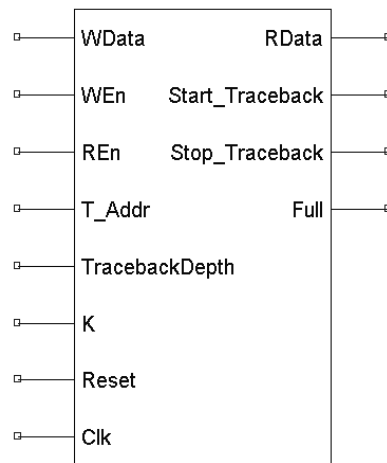 WData RData
WEn Start_Traceback
REn Stop_Traceback
T_Addr Full
TracebackDepth
K
Reset
Clk